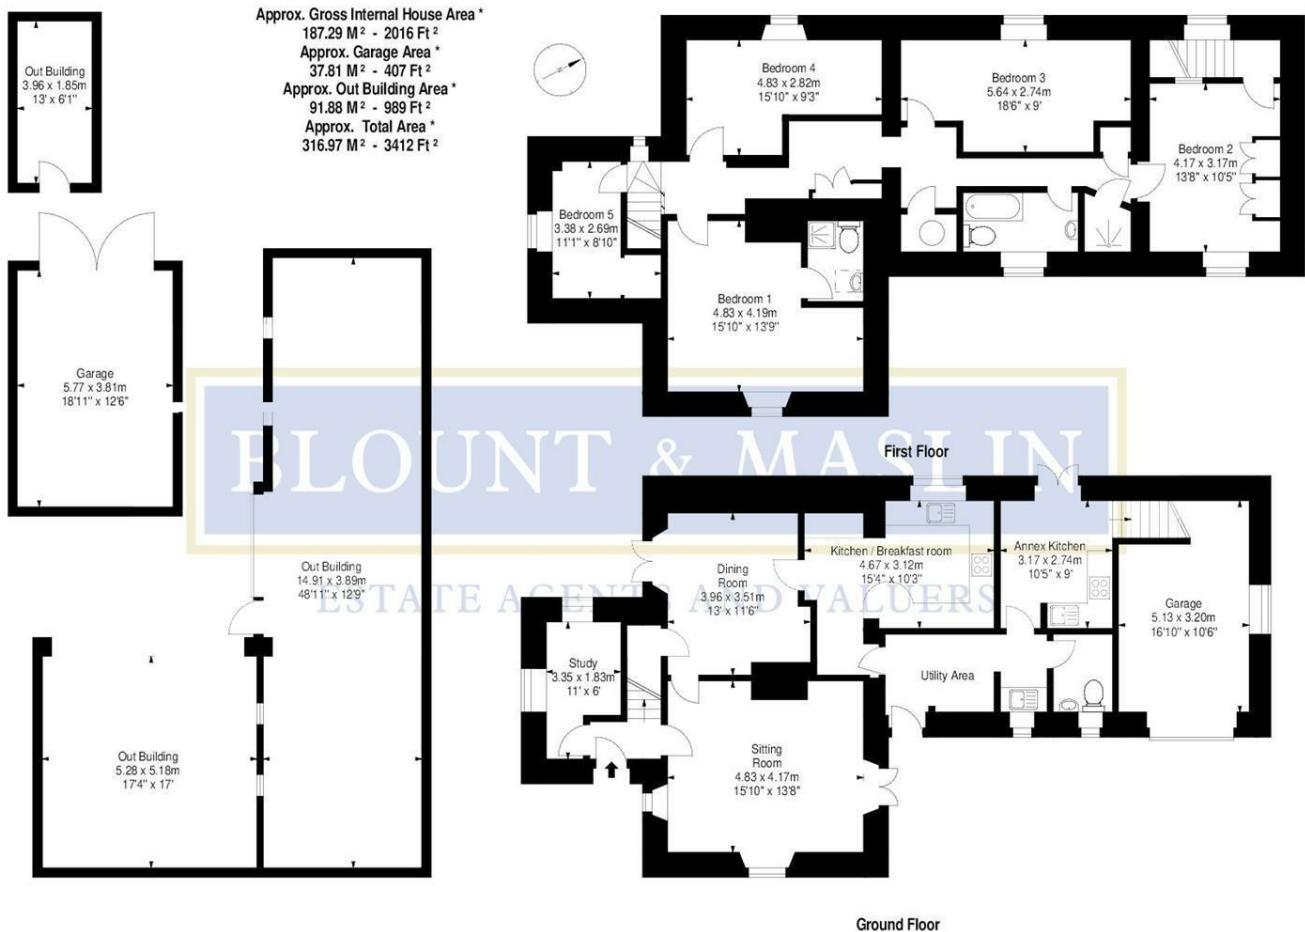 Approx. Gross Internal House Area *
187.29 M² - 2016 Ft²
Approx. Garage Area *
37.81 M² - 407 Ft²
Approx. Out Building Area *
91.88 M² - 989 Ft²
Approx. Total Area *
316.97 M² - 3412 Ft²
Out Building
3.96 x 1.85m
13' x 6'1"
Bedroom 4
4.83 x 2.82m
15'10" x 9'3"
Bedroom 3
5.64 x 2.74m
18'6" x 9'
Bedroom 2
4.17 x 3.17m
13'8" x 10'5"
Bedroom 5
3.38 x 2.69m
11'1" x 8'10"
Bedroom 1
4.83 x 4.19m
15'10" x 13'9"
Garage
5.77 x 3.81m
18'11" x 12'6"
BLOUNT & MASLIN
ESTATE AGENTS AND VALUERS
First Floor
Out Building
14.91 x 3.89m
48'11" x 12'9"
Dining
Room
3.96 x 3.51m
13' x 11'6"
Kitchen / Breakfast room
4.67 x 3.12m
15'4" x 10'3"
Annex Kitchen
3.17 x 2.74m
10'5" x 9'
Garage
5.13 x 3.20m
16'10" x 10'6"
Study
3.35 x 1.83m
11' x 6'
Utility Area
Out Building
5.28 x 5.18m
17'4" x 17'
Sitting
Room
4.83 x 4.17m
15'10" x 13'8"
Ground Floor